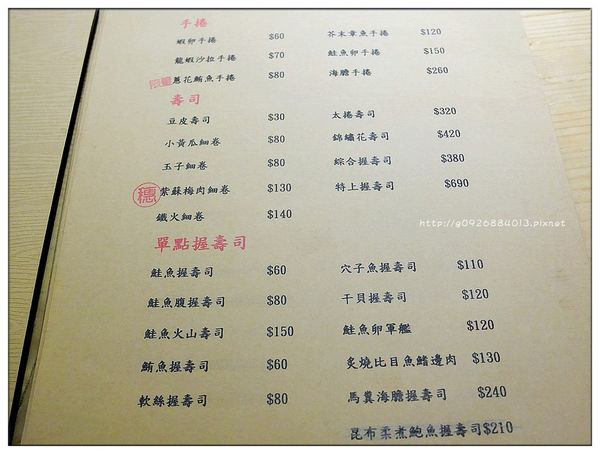 手捲
蝦卵手捲 $60
龍蝦沙拉手捲 $70
限量 蔥花鮪魚手捲 $80
芥末章魚手捲 $120
鮭魚卵手捲 $150
海膽手捲 $260
壽司
豆皮壽司 $30
小黃瓜細卷 $80
玉子細卷 $80
穗 紫蘇梅肉細卷 $130
鐵火細卷 $140
太捲壽司 $320
錦繡花壽司 $420
綜合握壽司 $380
特上握壽司 $690
http://g0926884013.pixnet
單點握壽司
鮭魚握壽司 $60
鮭魚腹握壽司 $80
鮭魚火山壽司 $150
鮪魚握壽司 $60
軟絲握壽司 $80
穴子魚握壽司 $110
干貝握壽司 $120
鮭魚卵軍艦 $120
炙燒比目魚鰭邊肉 $130
馬糞海膽握壽司 $240
昆布柔煮鮑魚握壽司$210